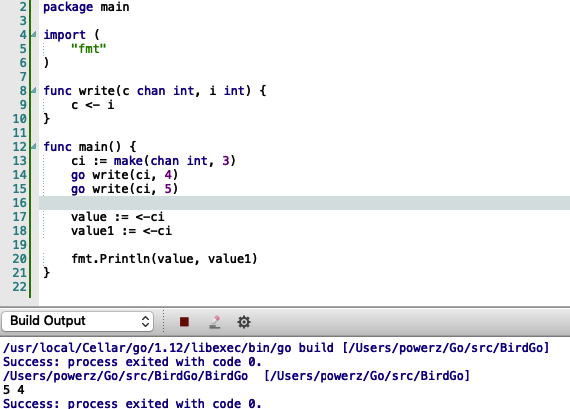 2 package main
3
4 import (
5 "fmt"
6 )
7
8 func write(c chan int, i int) {
9 c <- i
10 }
11
12 func main() {
13 ci := make(chan int, 3)
14 go write(ci, 4)
15 go write(ci, 5)
16
17 value := <-ci
18 value1 := <-ci
19
20 fmt.Println(value, value1)
21 }
22
Build Output
/usr/local/Cellar/go/1.12/libexec/bin/go build [/Users/powerz/Go/src/BirdGo]
Success: process exited with code 0.
/Users/powerz/Go/src/BirdGo/BirdGo [/Users/powerz/Go/src/BirdGo]
5 4
Success: process exited with code 0.